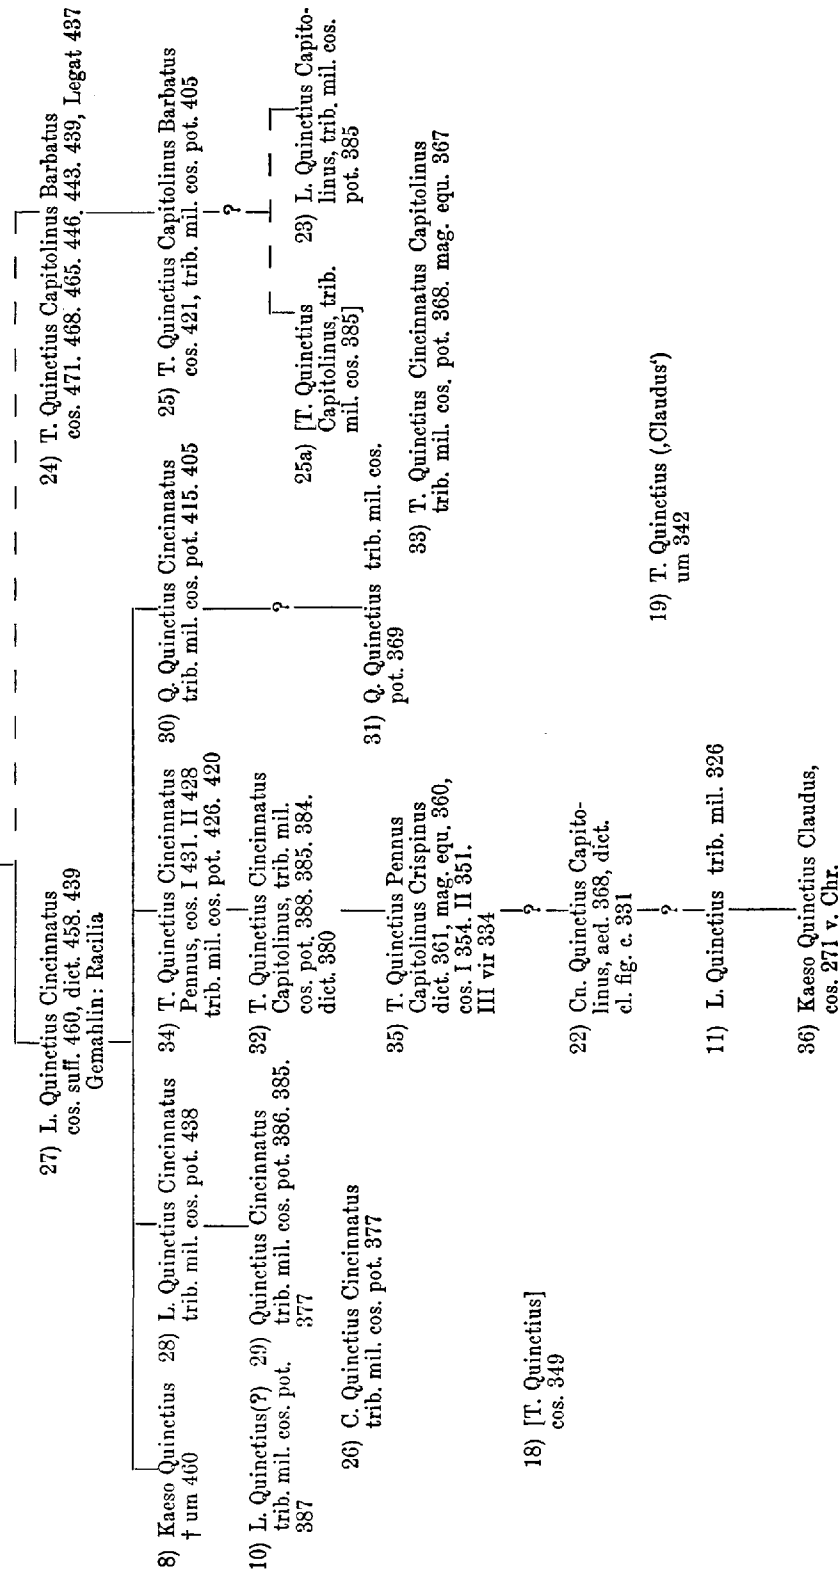 27) L. Quinctius Cincinnatus
cos. suff. 460, dict. 458. 439
Gemahlin: Racilia
24) T. Quinctius Capitolinus Barbatus
cos. 471. 468. 465. 446. 443. 439, Legat 437
8) Kaeso Quinctius
† um 460
28) L. Quinctius Cincinnatus
trib. mil. cos. pot. 438
34) T. Quinctius Cincinnatus
Pennus, cos. I 431. II 428
trib. mil. cos. pot. 426. 420
30) Q. Quinctius Cincinnatus
trib. mil. cos. pot. 415. 405
25) T. Quinctius Capitolinus Barbatus
cos. 421, trib. mil. cos. pot. 405
?
10) L. Quinctius(?)
trib. mil. cos. pot.
387
29) Quinctius Cincinnatus
trib. mil. cos. pot. 386. 385.
377
32) T. Quinctius Cincinnatus
Capitolinus, trib. mil.
cos. pot. 388. 385. 384.
dict. 380
?
25a) [T. Quinctius
Capitolinus, trib.
mil. cos. 385]
23) L. Quinctius Capito-
linus, trib. mil. cos.
pot. 385
26) C. Quinctius Cincinnatus
trib. mil. cos. pot. 377
35) T. Quinctius Pennus
Capitolinus Crispinus
dict. 361, mag. equ. 360,
cos. I 354. II 351.
III vir 334
31) Q. Quinctius trib. mil. cos.
pot. 369
33) T. Quinctius Cincinnatus Capitolinus
trib. mil. cos. pot. 368. mag. equ. 367
?
18) [T. Quinctius]
cos. 349
22) Cn. Quinctius Capito-
linus, aed. 368, dict.
cl. fig. c. 331
19) T. Quinctius (‚Claudus‘)
um 342
?
11) L. Quinctius trib. mil. 326
36) Kaeso Quinctius Claudus,
cos. 271 v. Chr.